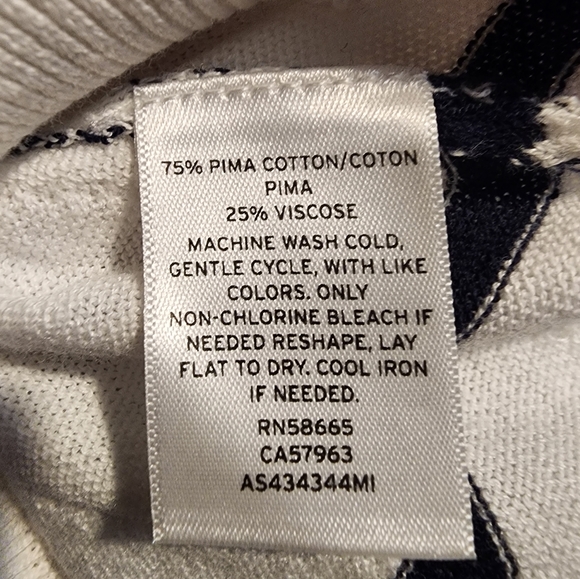 75% PIMA COTTON/COTON
PIMA
25% VISCOSE
MACHINE WASH COLD,
GENTLE CYCLE, WITH LIKE
COLORS. ONLY
NON-CHLORINE BLEACH IF
NEEDED RESHAPE, LAY
FLAT TO DRY. COOL IRON
IF NEEDED.
RN58665
CA57963
AS434344MI